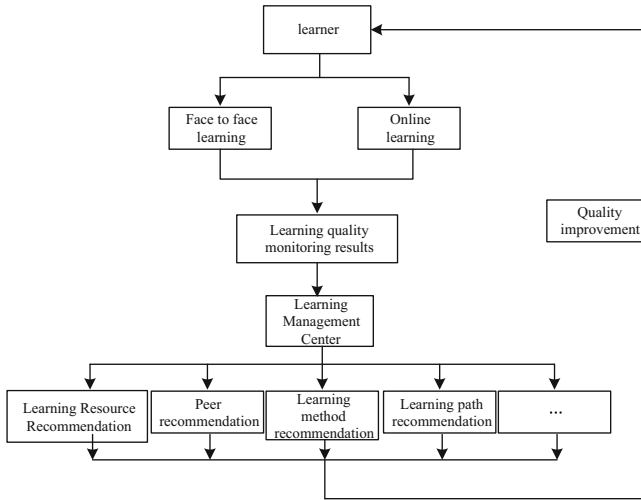 learner
Face to face
learning
Online
learning
Learning quality
monitoring results
Quality
improvement
Learning
Management
Center
Learning Resource
Recommendation
Peer
recommendation
Learning
method
recommendation
Learning path
recommendation
...